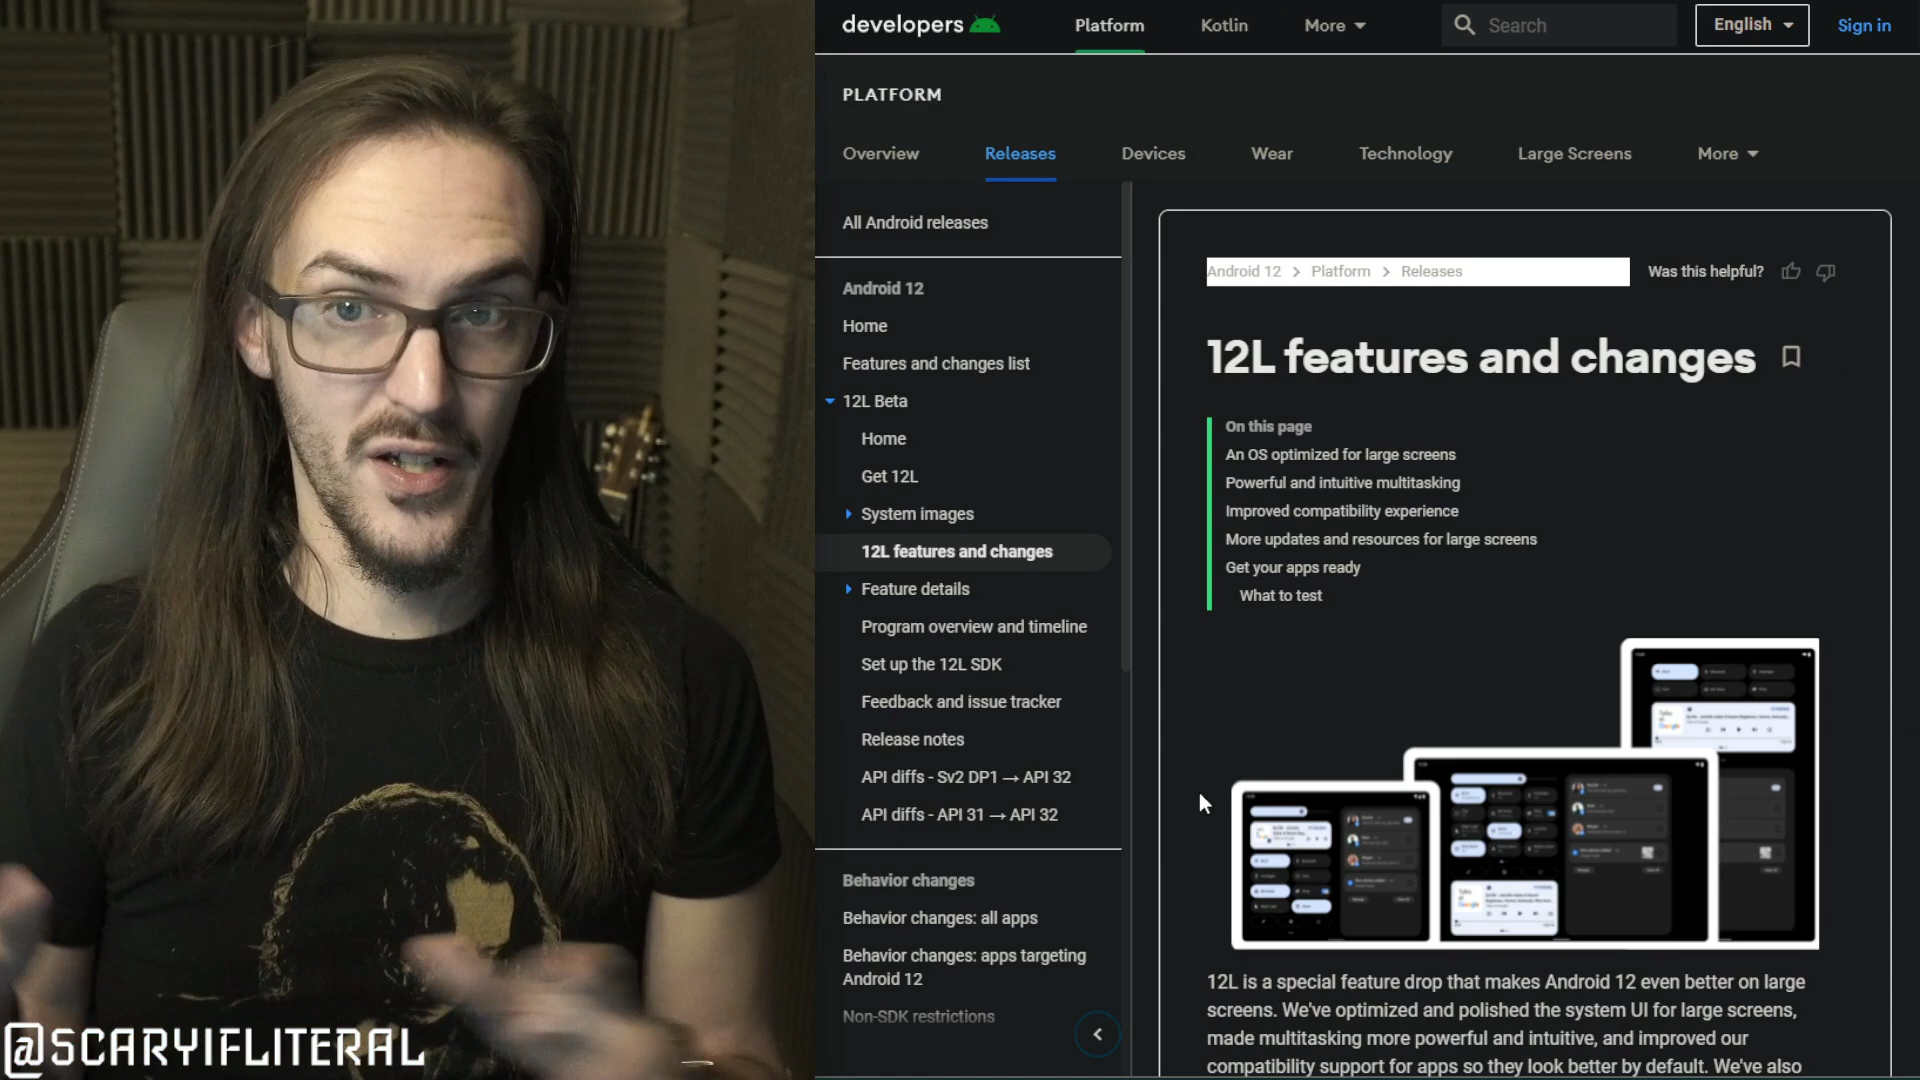 developers
Platform
Kotlin
More
Search
English
Sign in
PLATFORM
Overview
Releases
Devices
Wear
Technology
Large Screens
More
All Android releases
Android 12
Home
Features and changes list
12L Beta
Home
Get 12L
System images
12L features and changes
Feature details
Program overview and timeline
Set up the 12L SDK
Feedback and issue tracker
Release notes
API diffs - Sv2 DP1 → API 32
API diffs - API 31 → API 32
Behavior changes
Behavior changes: all apps
Behavior changes: apps targeting
Android 12
Non-SDK restrictions
Android 12 > Platform > Releases
Was this helpful?
12L features and changes
On this page
An OS optimized for large screens
Powerful and intuitive multitasking
Improved compatibility experience
More updates and resources for large screens
Get your apps ready
What to test
12L is a special feature drop that makes Android 12 even better on large
screens. We've optimized and polished the system UI for large screens,
made multitasking more powerful and intuitive, and improved our
compatibility support for apps so they look better by default. We've also
@SCARYIFLITERAL